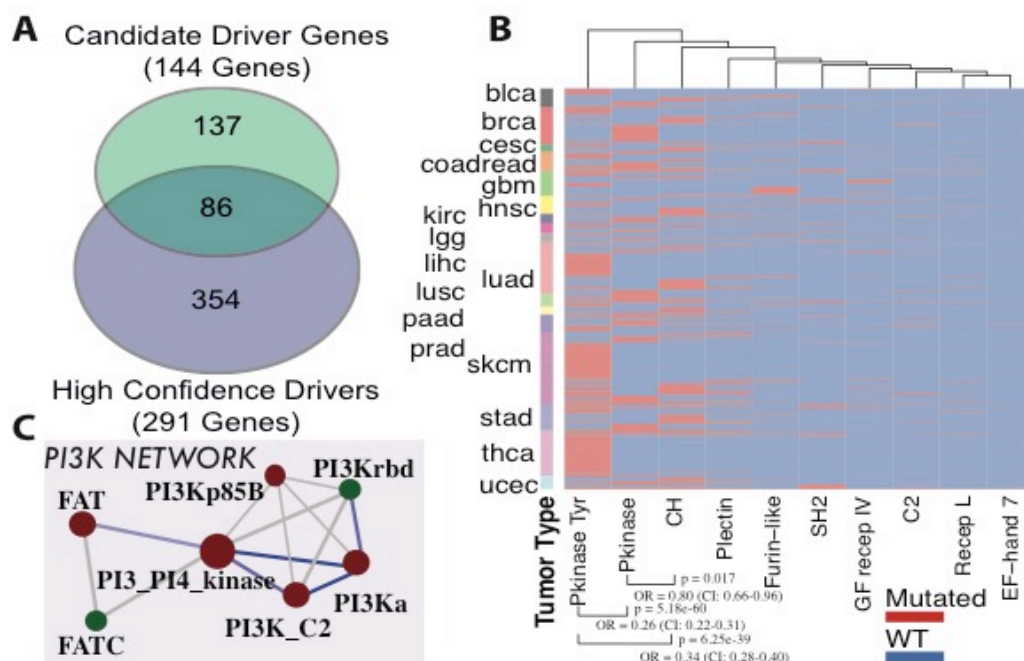 A
Candidate Driver Genes
(144 Genes)
137
86
354
High Confidence Drivers
(291 Genes)
B
blca
brca
cesc
coadread
gbm
hnsc
kirc
lgg
lihc
luad
lusc
paad
prad
skcm
stad
thca
ucec
Tumor Type
Pkinase Tyr
Pkinase
CH
Plectin
Furin-like
SH2
GF recep IV
C2
Recep L
EF-hand 7
p = 0.017
OR = 0.80 (CI: 0.66-0.96)
p = 5.18e-60
OR = 0.26 (CI: 0.22-0.31)
p = 6.25e-39
OR = 0.34 (CI: 0.28-0.40)
Mutated
WT
C
PI3K NETWORK
FAT
PI3Kp85B
PI3Krbd
PI3_PI4_kinase
PI3Ka
PI3K_C2
FATC